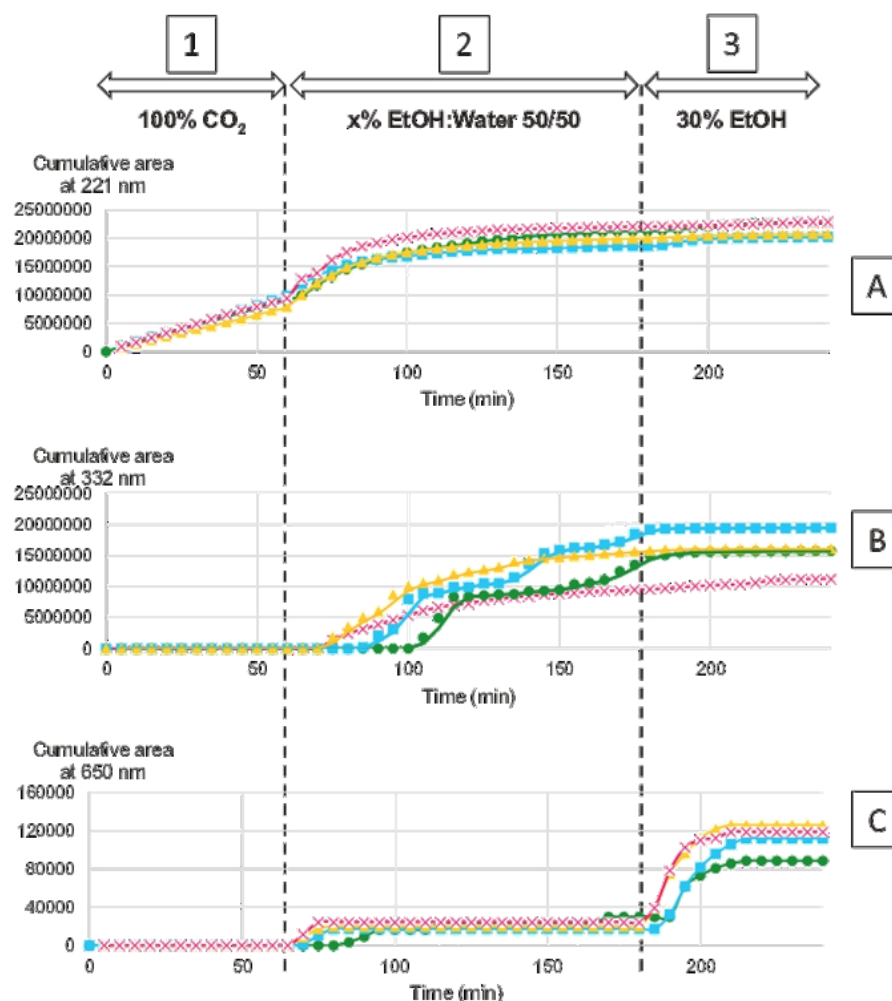 1 2 3
100% CO₂ x% EtOH:Water 50/50 30% EtOH
Cumulative area
at 221 nm
25000000
20000000
15000000
10000000
5000000
0
0 50 100 150 200
Time (min)
A
Cumulative area
at 332 nm
25000000
20000000
15000000
10000000
5000000
0
0 50 100 150 200
Time (min)
B
Cumulative area
at 650 nm
160000
120000
80000
40000
0
0 50 100 150 200
Time (min)
C